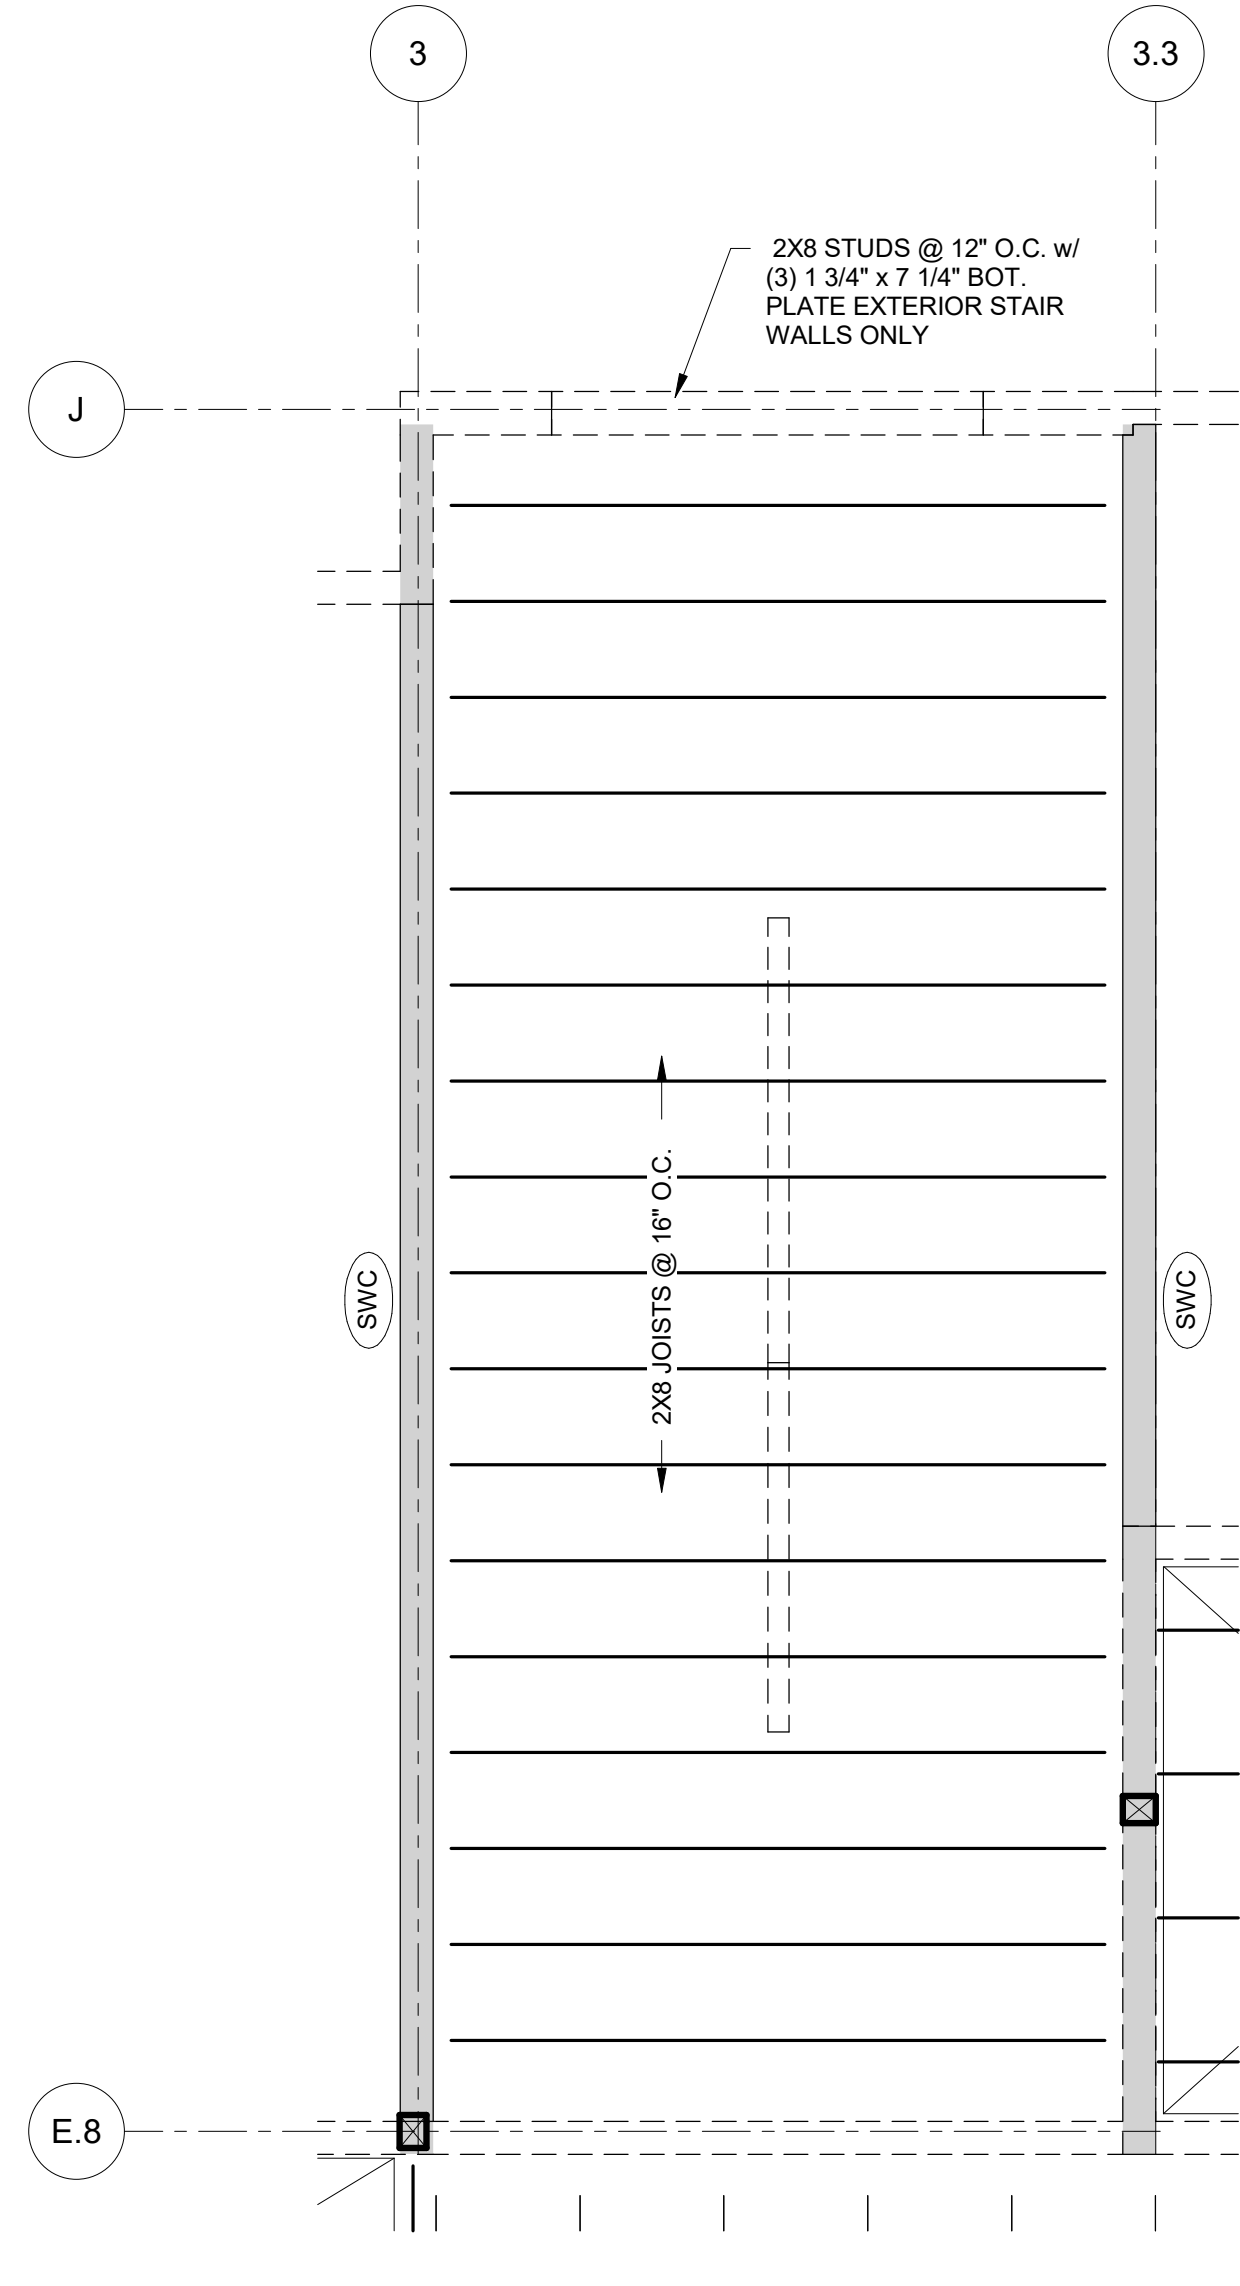 3
3.3
2X8 STUDS @ 12" O.C. w/
(3) 1 3/4" x 7 1/4" BOT.
PLATE EXTERIOR STAIR
WALLS ONLY
J
2X8 JOISTS @ 16" O.C.
SWC
SWC
E.8